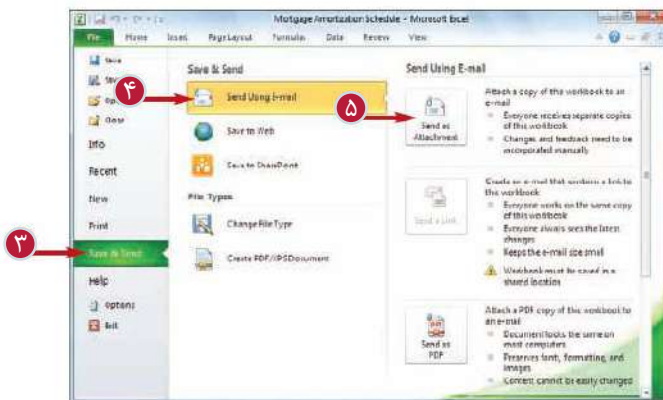 Mortgage Amortization Schedule - Microsoft Excel
File Home Insert Page Layout Formulas Data Review View
Save
Close
Info
Recent
New
Print
Save & Send
Help
Options
Exit
۳
Save & Send
۴
Send Using E-mail
Save to Web
Save to SharePoint
File Types
Change File Type
Create PDF/XPS Document
Send Using E-mail
۵
Send as
Attachment
Attach a copy of the workbook to an
e-mail
Everyone receives separate copies
of this workbook
Changes and feedback need to be
incorporated manually
Send a Link
Create an e-mail that contains a link to
this workbook
Everyone works on the same copy
of this workbook
Everyone always sees the latest
changes
Keeps the e-mail size small
Workbook must be saved in a
shared location
Send as
PDF
Attach a PDF copy of this workbook to
an e-mail
Document looks the same on
most computers
Preserves fonts, formatting, and
images
Content cannot be easily changed